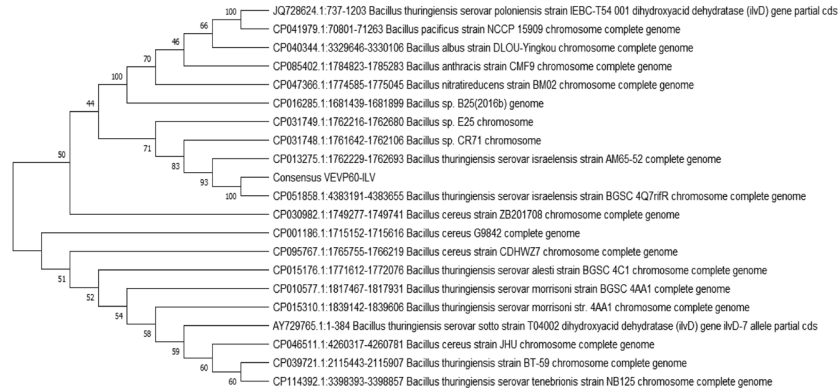 100 JQ728624.1:737-1203 Bacillus thuringiensis serovar poloniensis strain IEBC-T54 001 dihydroxyacid dehydratase (ilvD) gene partial cds
66 CP041979.1:70801-71263 Bacillus pacificus strain NCCP 15909 chromosome complete genome
46 CP040344.1:3329646-3330106 Bacillus albus strain DLOU-Yingkou chromosome complete genome
70 CP085402.1:1784823-1785283 Bacillus anthracis strain CMF9 chromosome complete genome
100 CP047366.1:1774585-1775045 Bacillus nitratireducens strain BM02 chromosome complete genome
44 CP016285.1:1681439-1681899 Bacillus sp. B25(2016b) genome
CP031749.1:1762216-1762680 Bacillus sp. E25 chromosome
71 CP031748.1:1761642-1762106 Bacillus sp. CR71 chromosome
83 CP013275.1:1762229-1762693 Bacillus thuringiensis serovar israelensis strain AM65-52 complete genome
50 93 Consensus VEVP60-ILV
100 CP051858.1:4383191-4383655 Bacillus thuringiensis serovar israelensis strain BGSC 4Q7rifR chromosome complete genome
CP030982.1:1749277-1749741 Bacillus cereus strain ZB201708 chromosome complete genome
CP001186.1:1715152-1715616 Bacillus cereus G9842 complete genome
CP095767.1:1765755-1766219 Bacillus cereus strain CDHWZ7 chromosome complete genome
51 CP015176.1:1771612-1772076 Bacillus thuringiensis serovar alesti strain BGSC 4C1 chromosome complete genome
52 CP010577.1:1817467-1817931 Bacillus thuringiensis serovar morrisoni strain BGSC 4AA1 complete genome
54 CP015310.1:1839142-1839606 Bacillus thuringiensis serovar morrisoni str. 4AA1 chromosome complete genome
58 AY729765.1:1-384 Bacillus thuringiensis serovar sotto strain T04002 dihydroxyacid dehydratase (ilvD) gene ilvD-7 allele partial cds
59 CP046511.1:4260317-4260781 Bacillus cereus strain JHU chromosome complete genome
60 CP039721.1:2115443-2115907 Bacillus thuringiensis strain BT-59 chromosome complete genome
60 CP114392.1:3398393-3398857 Bacillus thuringiensis serovar tenebrionis strain NB125 chromosome complete genome